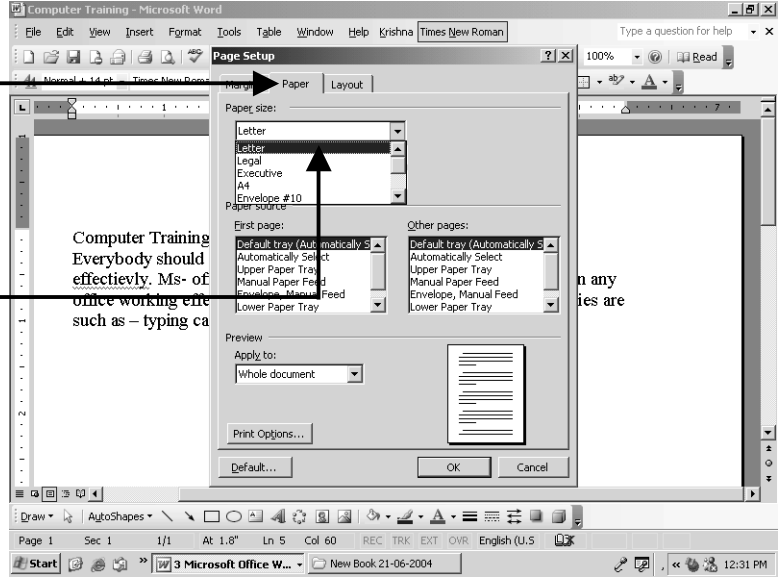 Computer Training - Microsoft Word
File Edit View Insert Format Tools Table Window Help Krishna Times New Roman Type a question for help
100% Read
Normal + 14 pt Times New Roma
Page Setup
Margins Paper Layout
Paper size:
Letter
Letter
Legal
Executive
A4
Envelope #10
Paper source
First page: Other pages:
Default tray (Automatically S Default tray (Automatically S
Automatically Select Automatically Select
Upper Paper Tray Upper Paper Tray
Manual Paper Feed Manual Paper Feed
Envelope, Manual Feed Envelope, Manual Feed
Lower Paper Tray Lower Paper Tray
Preview
Apply to:
Whole document
Print Options...
Default... OK Cancel
Computer Training
Everybody should
effectievly. Ms- of n any
office working effe ies are
such as – typing ca
Draw AutoShapes
Page 1 Sec 1 1/1 At 1.8" Ln 5 Col 60 REC TRK EXT OVR English (U.S
Start 3 Microsoft Office W... New Book 21-06-2004 12:31 PM